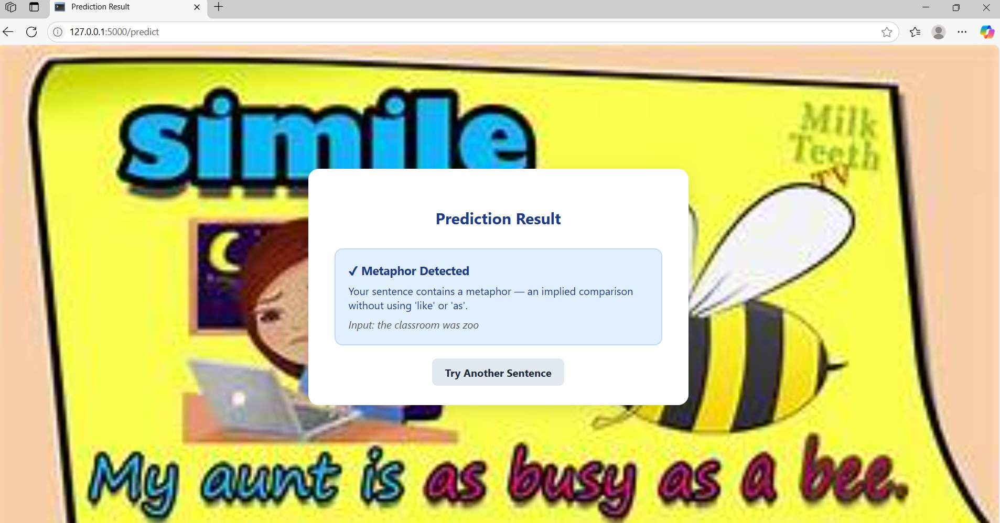 Prediction Result
127.0.0.1:5000/predict
simile
Milk
Teeth
TV
Prediction Result
✓ Metaphor Detected
Your sentence contains a metaphor — an implied comparison
without using 'like' or 'as'.
Input: the classroom was zoo
Try Another Sentence
My aunt is as busy as a bee.